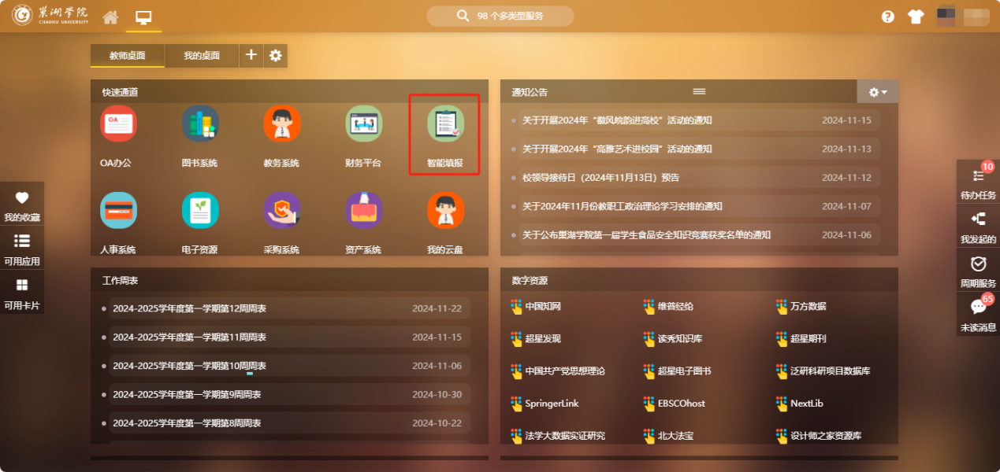 巢湖学院
CHAOHU UNIVERSITY
98 个多类型服务
教师桌面
我的桌面
快速通道
OA
OA办公
图书系统
教务系统
财务平台
智能填报
人事系统
电子资源
采购系统
资产系统
我的云盘
通知公告
关于开展2024年“徽风皖韵进高校”活动的通知 2024-11-15
关于开展2024年“高雅艺术进校园”活动的通知 2024-11-13
校领导接待日（2024年11月13日）预告 2024-11-12
关于2024年11月份教职工政治理论学习安排的通知 2024-11-07
关于公布巢湖学院第一届学生食品安全知识竞赛获奖名单的通知 2024-11-06
我的收藏
可用应用
可用卡片
10
待办任务
我发起的
周期服务
65
未读消息
工作周表
2024-2025学年度第一学期第12周周表 2024-11-22
2024-2025学年度第一学期第11周周表 2024-11-15
2024-2025学年度第一学期第10周周表 2024-11-06
2024-2025学年度第一学期第9周周表 2024-10-30
2024-2025学年度第一学期第8周周表 2024-10-22
数字资源
中国知网 维普经纶 万方数据
超星发现 读秀知识库 超星期刊
中国共产党思想理论 超星电子图书 泛研科研项目数据库
SpringerLink EBSCOhost NextLib
法学大数据实证研究 北大法宝 设计师之家资源库